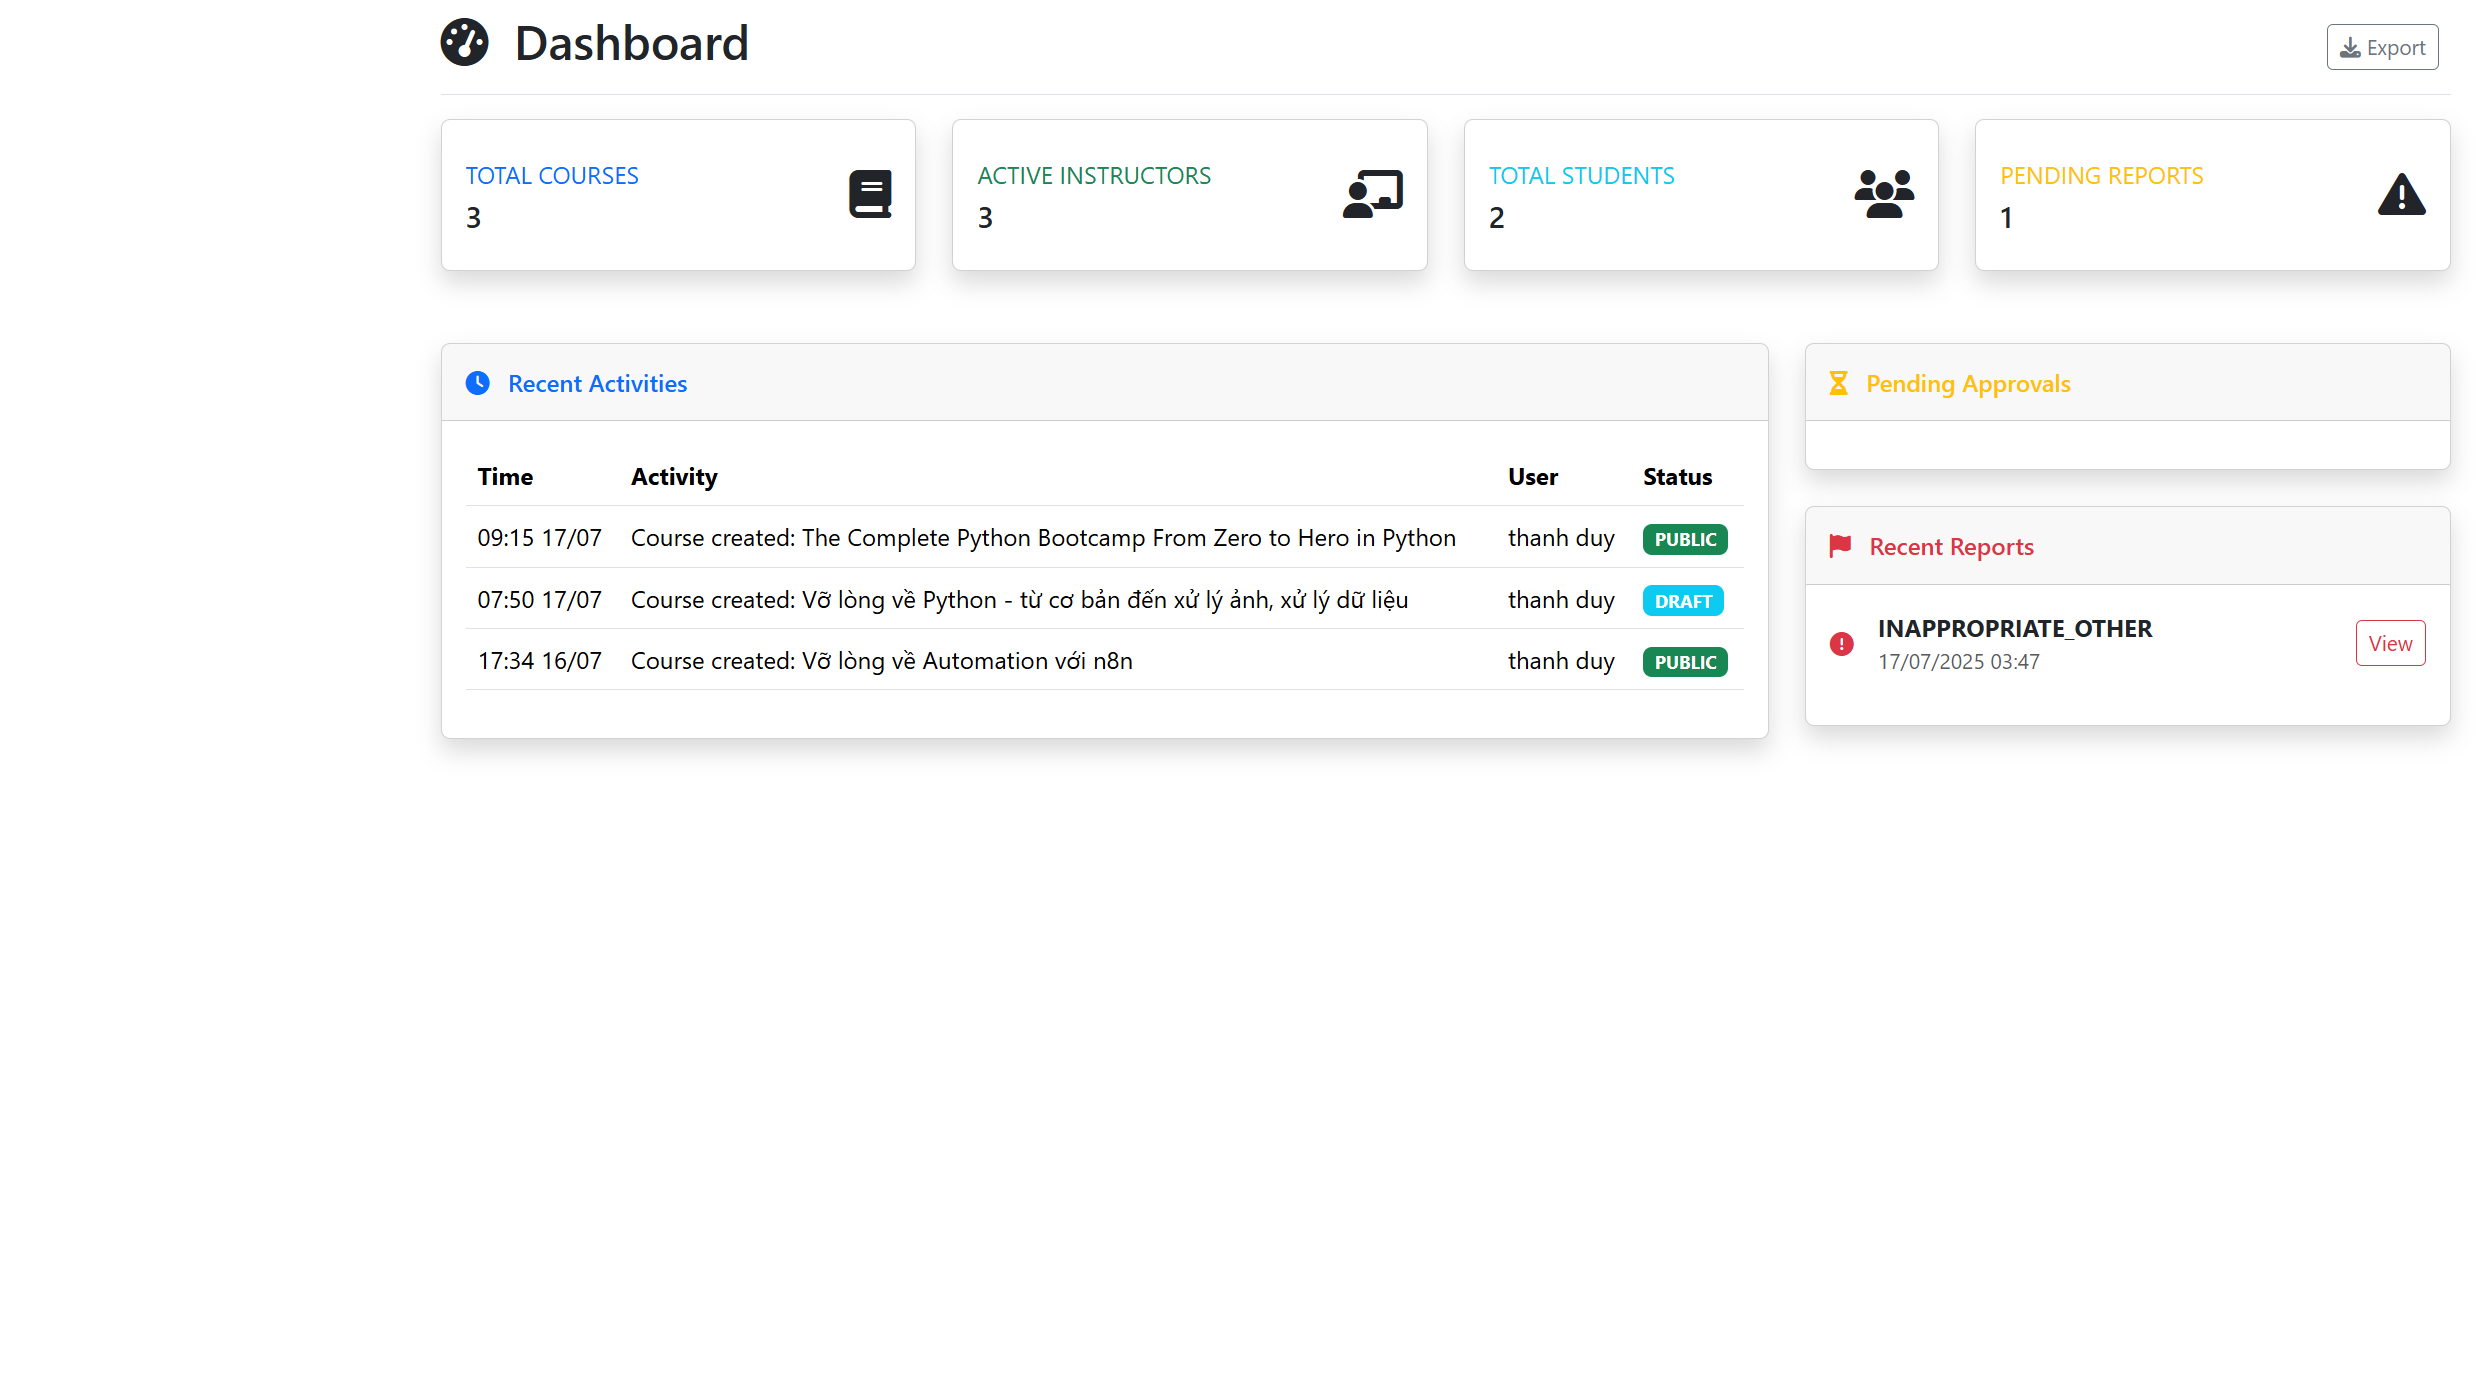 Dashboard
Export
TOTAL COURSES
3
ACTIVE INSTRUCTORS
3
TOTAL STUDENTS
2
PENDING REPORTS
1
Recent Activities
Time Activity User Status
09:15 17/07 Course created: The Complete Python Bootcamp From Zero to Hero in Python thanh duy PUBLIC
07:50 17/07 Course created: Vỡ lòng về Python - từ cơ bản đến xử lý ảnh, xử lý dữ liệu thanh duy DRAFT
17:34 16/07 Course created: Vỡ lòng về Automation với n8n thanh duy PUBLIC
Pending Approvals
Recent Reports
INAPPROPRIATE_OTHER
17/07/2025 03:47
View